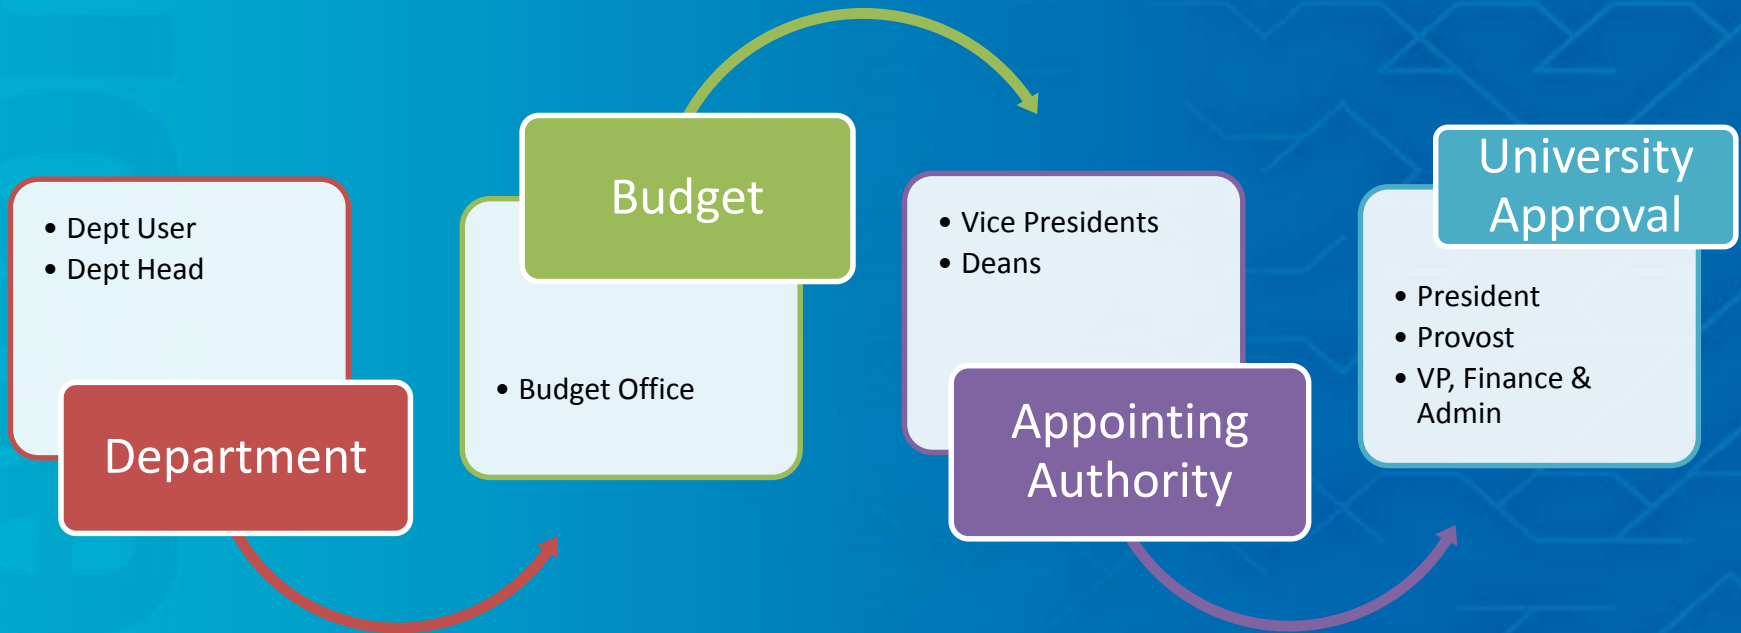 • Dept User
• Dept Head
Department
Budget
• Budget Office
• Vice Presidents
• Deans
Appointing
Authority
University
Approval
• President
• Provost
• VP, Finance &
Admin